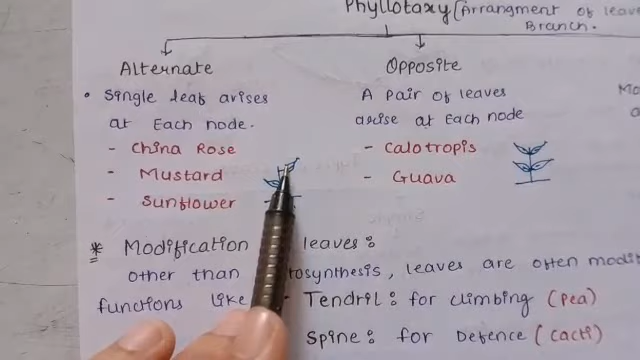 Phyllotaxy (Arrangment of leave
Branch.
Alternate
• Single leaf arises
at Each node.
- China Rose
- Mustard
- Sunflower
Opposite
A pair of leaves
arise at Each node
- Calotropis
- Guava
Mo
a
* Modification leaves:
other than tosynthesis, leaves are often modi
functions like - Tendril: for climbing (pea)
Spine: for Defence (cacti)